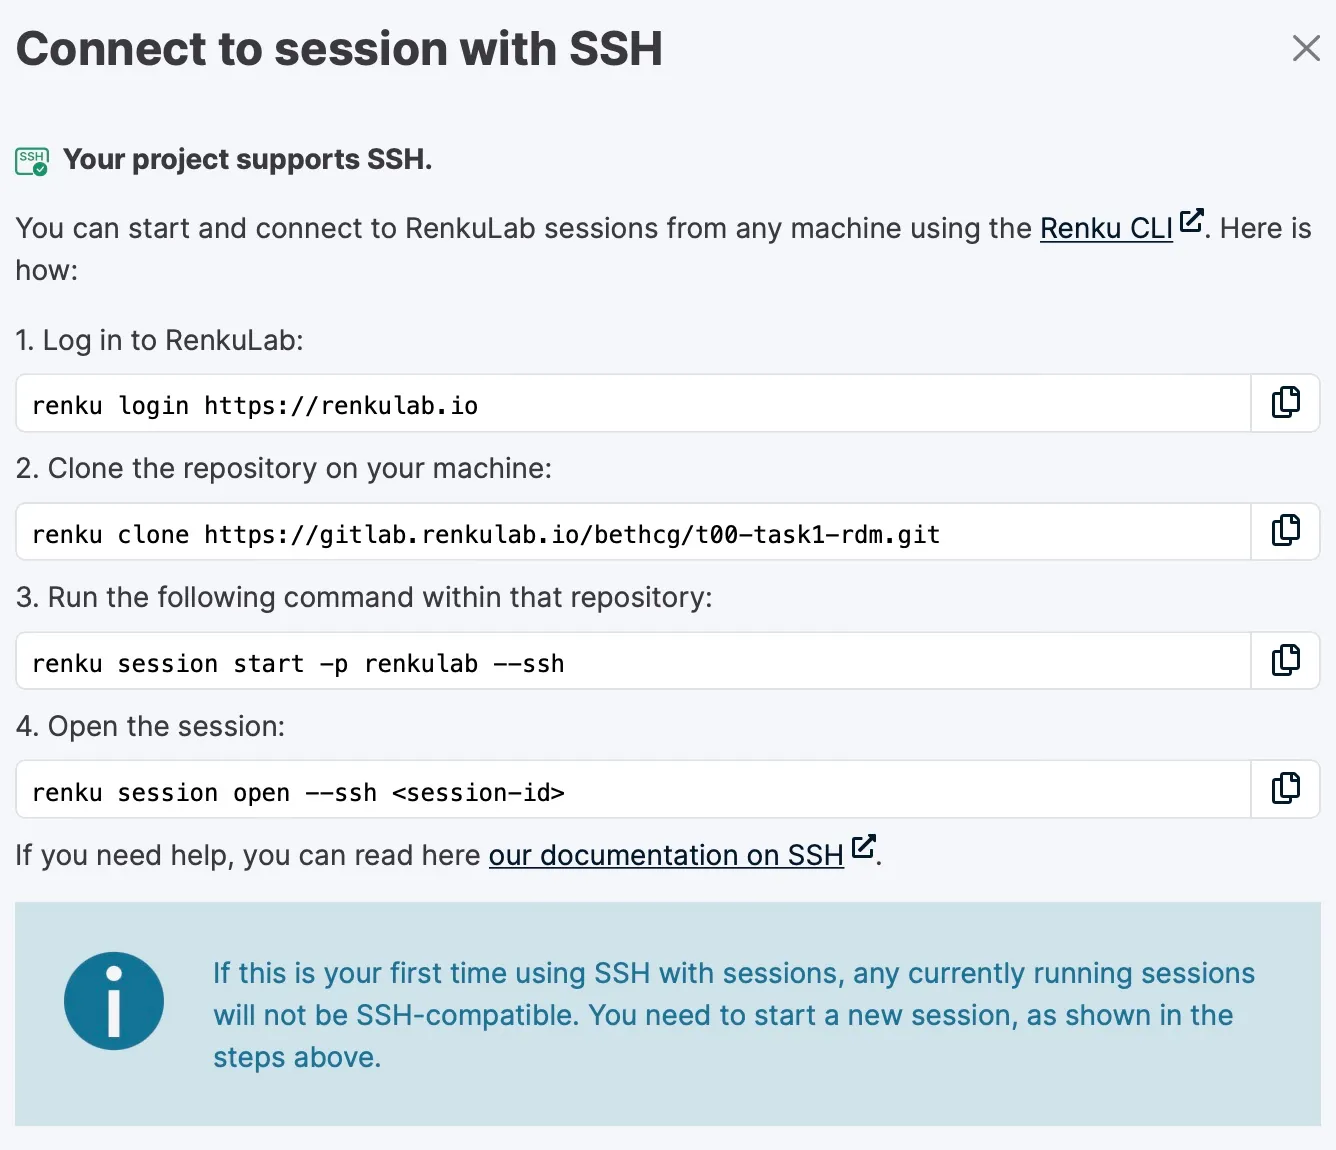 Connect to session with SSH
SSH
Your project supports SSH.
You can start and connect to RenkuLab sessions from any machine using the Renku CLI. Here is
how:
1. Log in to RenkuLab:
renku login https://renkulab.io
2. Clone the repository on your machine:
renku clone https://gitlab.renkulab.io/bethcg/t00-task1-rdm.git
3. Run the following command within that repository:
renku session start -p renkulab --ssh
4. Open the session:
renku session open --ssh <session-id>
If you need help, you can read here our documentation on SSH.
If this is your first time using SSH with sessions, any currently running sessions
will not be SSH-compatible. You need to start a new session, as shown in the
steps above.